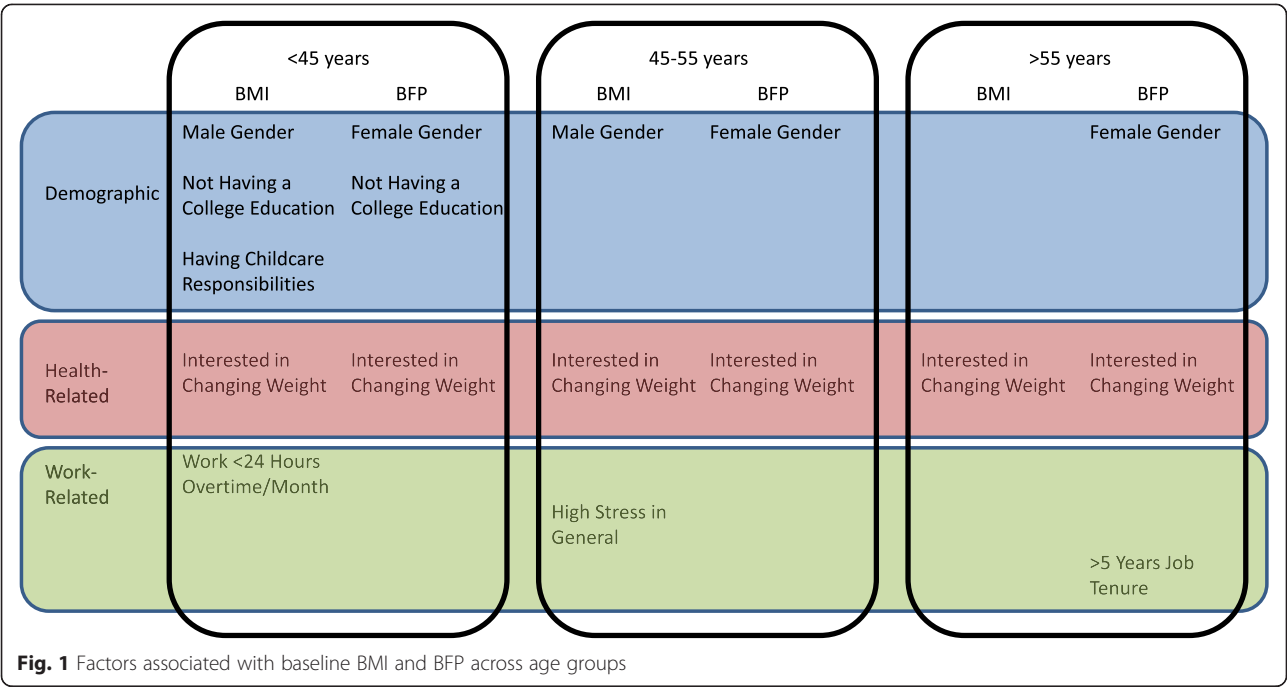 <45 years
45-55 years
>55 years
BMI
BFP
BMI
BFP
BMI
BFP
Demographic
Male Gender
Not Having a
College Education
Having Childcare
Responsibilities
Female Gender
Not Having a
College Education
Male Gender
Female Gender
Female Gender
Health-
Related
Interested in
Changing Weight
Interested in
Changing Weight
Interested in
Changing Weight
Interested in
Changing Weight
Interested in
Changing Weight
Interested in
Changing Weight
Work-
Related
Work <24 Hours
Overtime/Month
High Stress in
General
>5 Years Job
Tenure
Fig. 1 Factors associated with baseline BMI and BFP across age groups